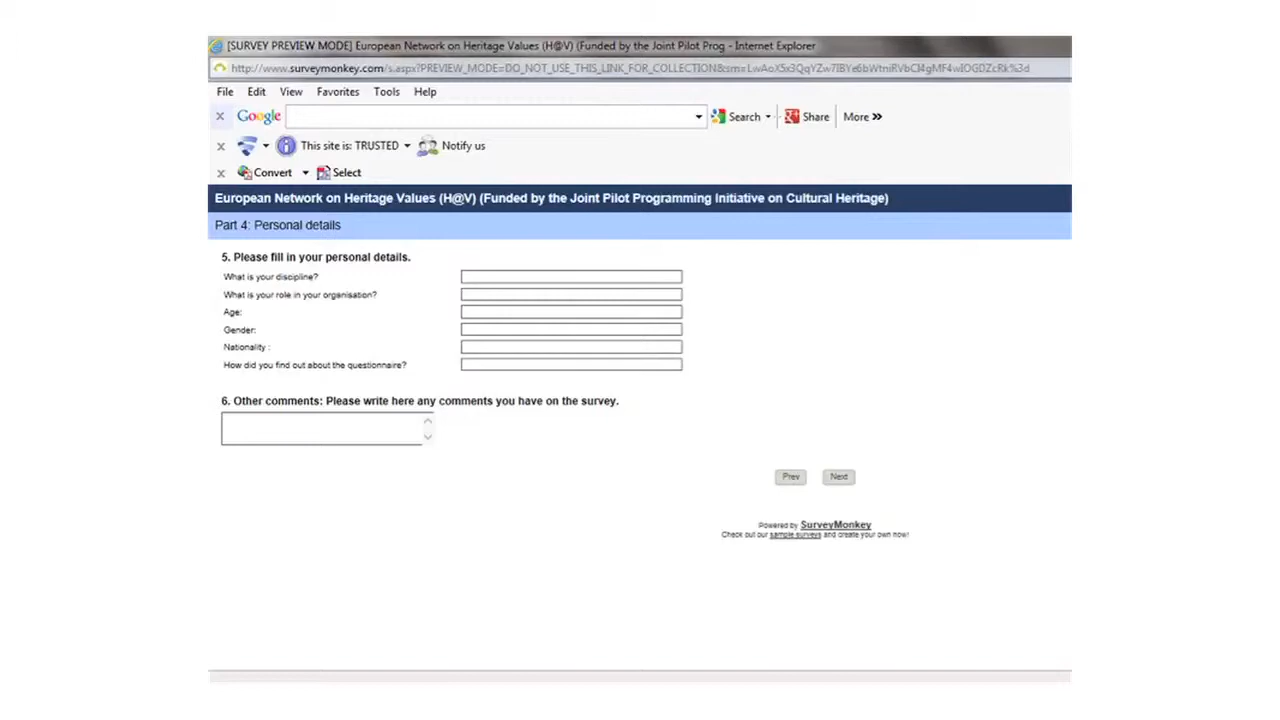 [SURVEY PREVIEW MODE] European Network on Heritage Values (H@V) (Funded by the Joint Pilot Prog - Internet Explorer
File Edit View Favorites Tools Help
x Google Search Share More »
x This site is: TRUSTED Notify us
x Convert Select
European Network on Heritage Values (H@V) (Funded by the Joint Pilot Programming Initiative on Cultural Heritage)
Part 4: Personal details
5. Please fill in your personal details.
What is your discipline?
What is your role in your organisation?
Age:
Gender:
Nationality :
How did you find out about the questionnaire?
6. Other comments: Please write here any comments you have on the survey.
Prev Next
Powered by SurveyMonkey
Check out our sample surveys and create your own now!